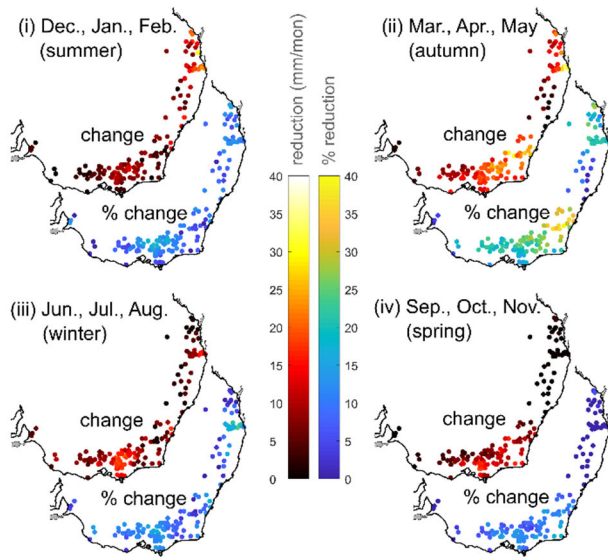 (i) Dec., Jan., Feb.
(summer)
change
% change
(ii) Mar., Apr., May
(autumn)
change
% change
reduction (mm/mon)
% reduction
40
35
30
25
20
15
10
5
0
40
35
30
25
20
15
10
5
0
(iii) Jun., Jul., Aug.
(winter)
change
% change
(iv) Sep., Oct., Nov.
(spring)
change
% change